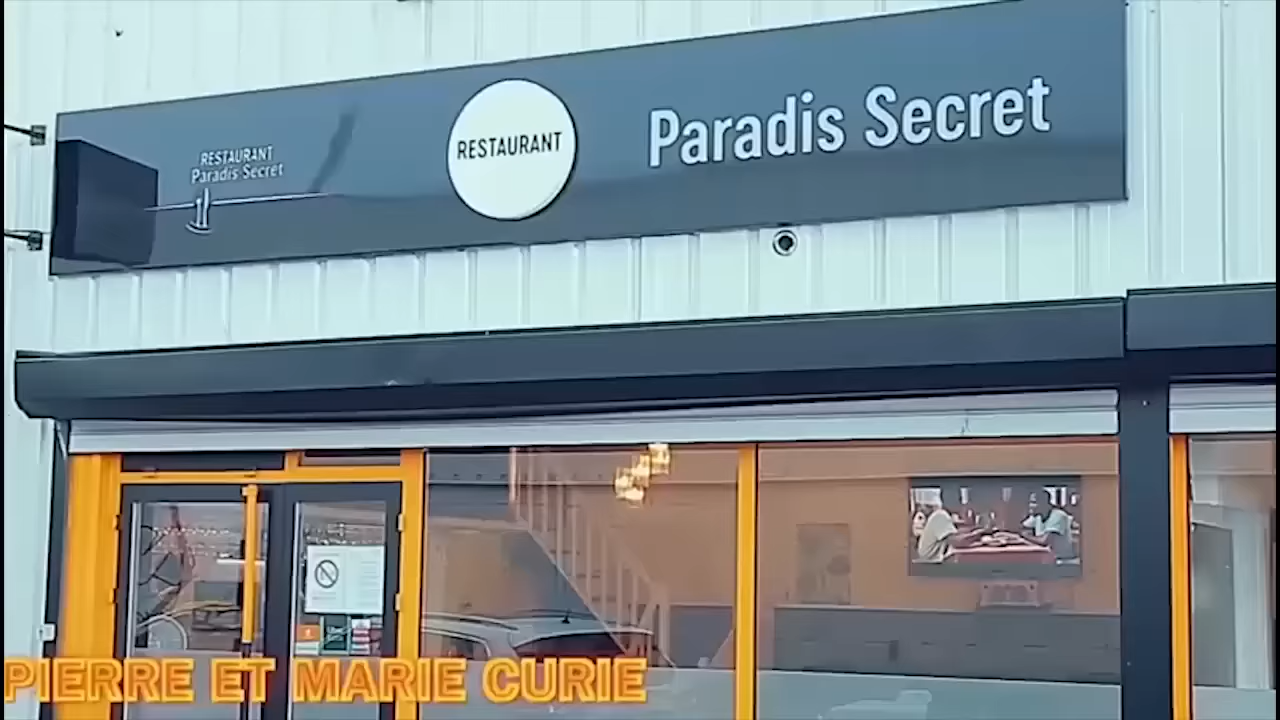 RESTAURANT
Paradis Secret
RESTAURANT
Paradis Secret
PIERRE ET MARIE CURIE